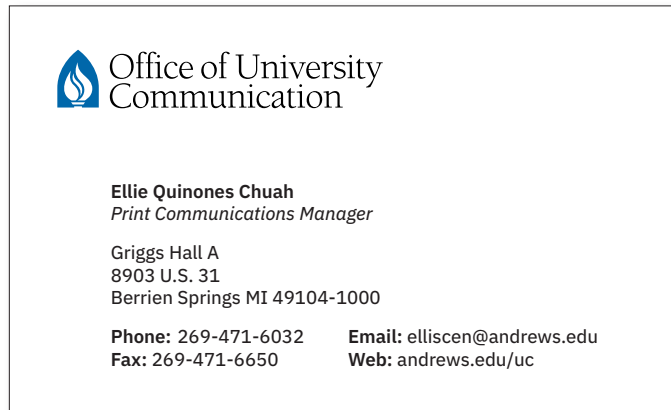 Office of University
Communication
Ellie Quinones Chuah
Print Communications Manager
Griggs Hall A
8903 U.S. 31
Berrien Springs MI 49104-1000
Phone: 269-471-6032 Email: elliscen@andrews.edu
Fax: 269-471-6650 Web: andrews.edu/uc